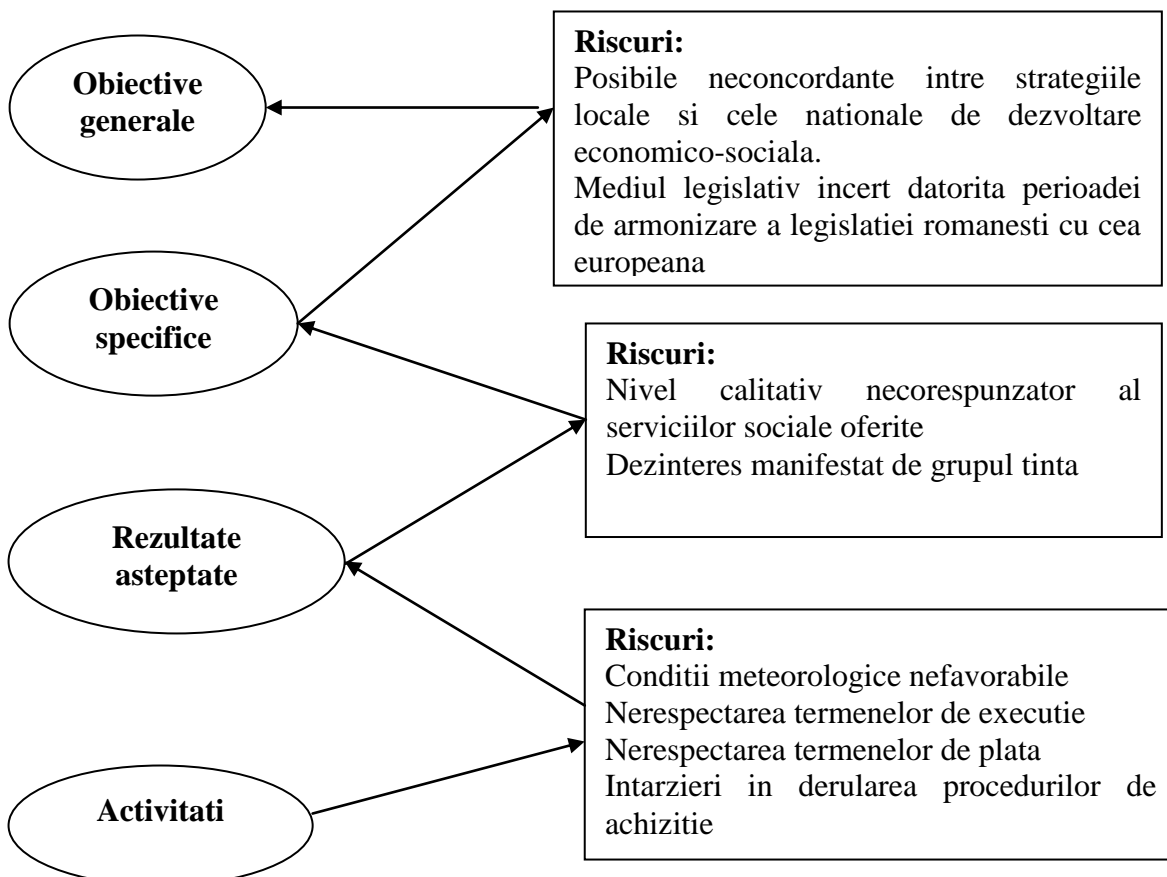 Obiective
generale
Riscuri:
Posibile neconcordante intre strategiile
locale si cele nationale de dezvoltare
economico-sociala.
Mediul legislativ incert datorita perioadei
de armonizare a legislatiei romanesti cu cea
europeana
Obiective
specifice
Riscuri:
Nivel calitativ necorespunzator al
serviciilor sociale oferite
Dezinteres manifestat de grupul tinta
Rezultate
asteptate
Riscuri:
Conditii meteorologice nefavorabile
Nerespectarea termenelor de executie
Nerespectarea termenelor de plata
Intarzieri in derularea procedurilor de
achizitie
Activitati